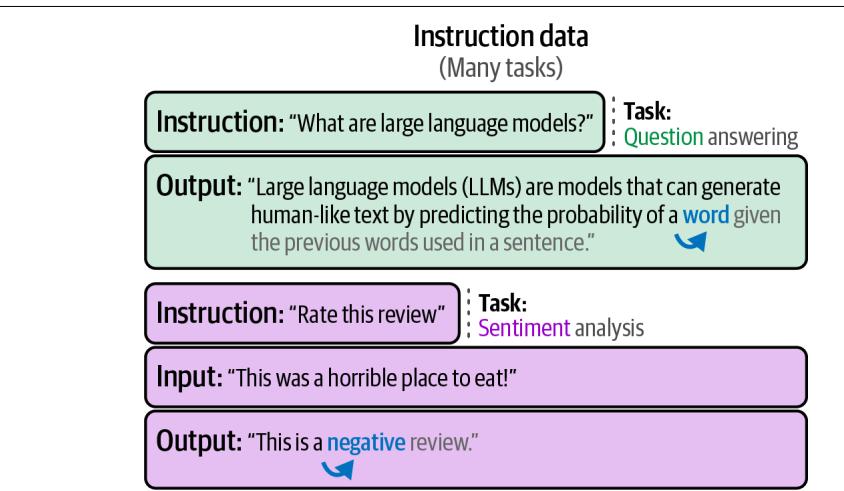 Instruction data
(Many tasks)
Instruction: “What are large language models?”
Task:
Question answering
Output: “Large language models (LLMs) are models that can generate
human-like text by predicting the probability of a word given
the previous words used in a sentence.”
Instruction: “Rate this review”
Task:
Sentiment analysis
Input: “This was a horrible place to eat!”
Output: “This is a negative review.”